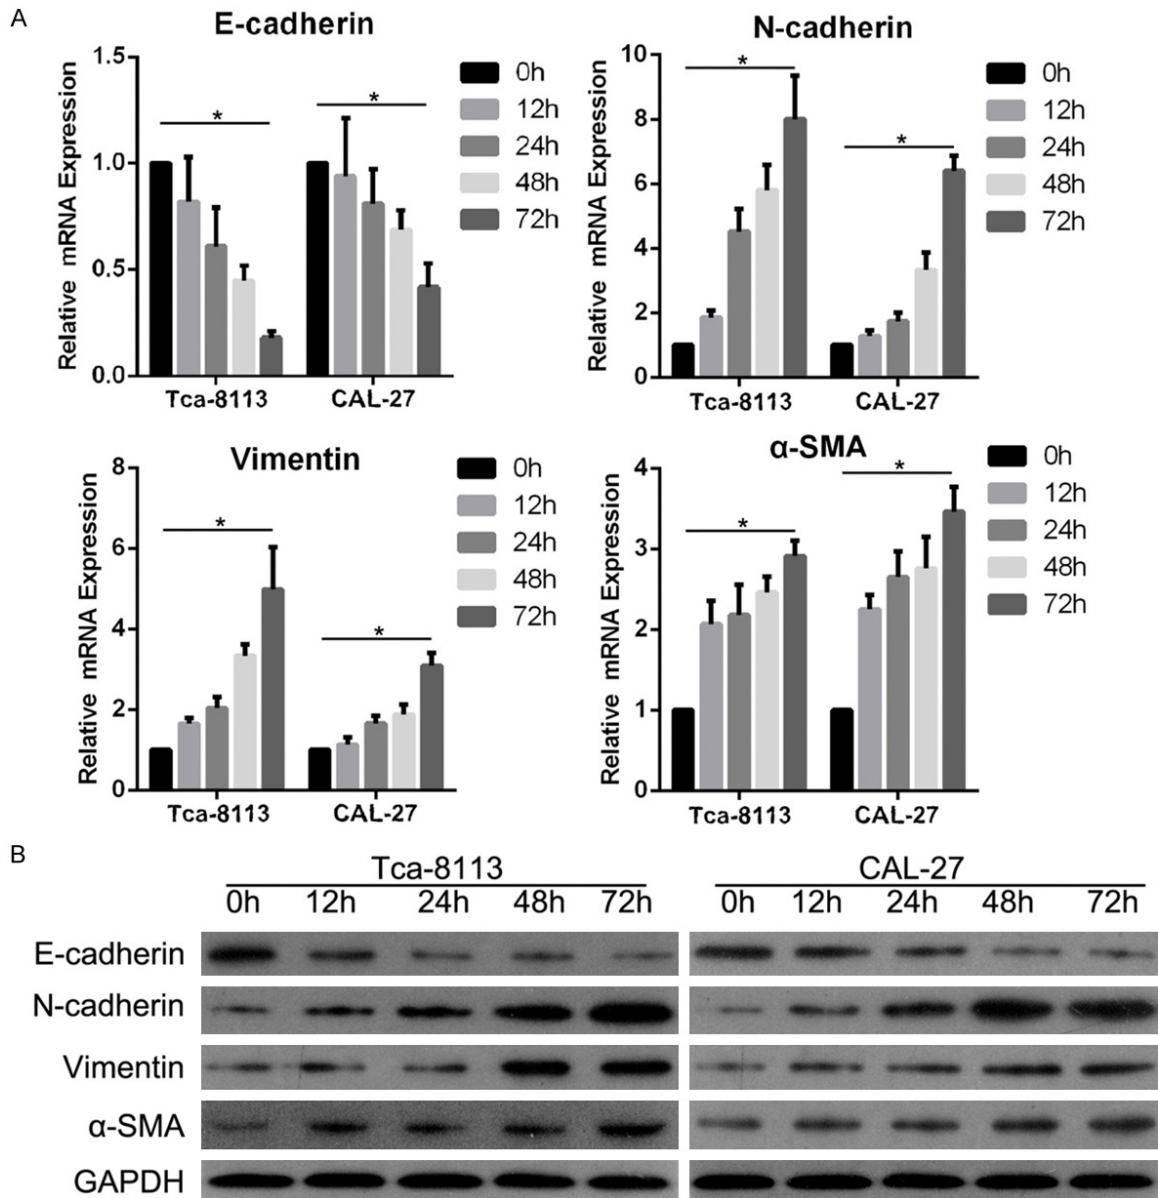 A
E-cadherin
Relative mRNA Expression
1.5
1.0
0.5
0.0
*
*
Tca-8113 CAL-27
0h
12h
24h
48h
72h
N-cadherin
Relative mRNA Expression
10
8
6
4
2
0
*
*
Tca-8113 CAL-27
0h
12h
24h
48h
72h
Vimentin
Relative mRNA Expression
8
6
4
2
0
*
*
Tca-8113 CAL-27
0h
12h
24h
48h
72h
α-SMA
Relative mRNA Expression
4
3
2
1
0
*
*
Tca-8113 CAL-27
0h
12h
24h
48h
72h
B
Tca-8113 CAL-27
0h 12h 24h 48h 72h 0h 12h 24h 48h 72h
E-cadherin
N-cadherin
Vimentin
α-SMA
GAPDH